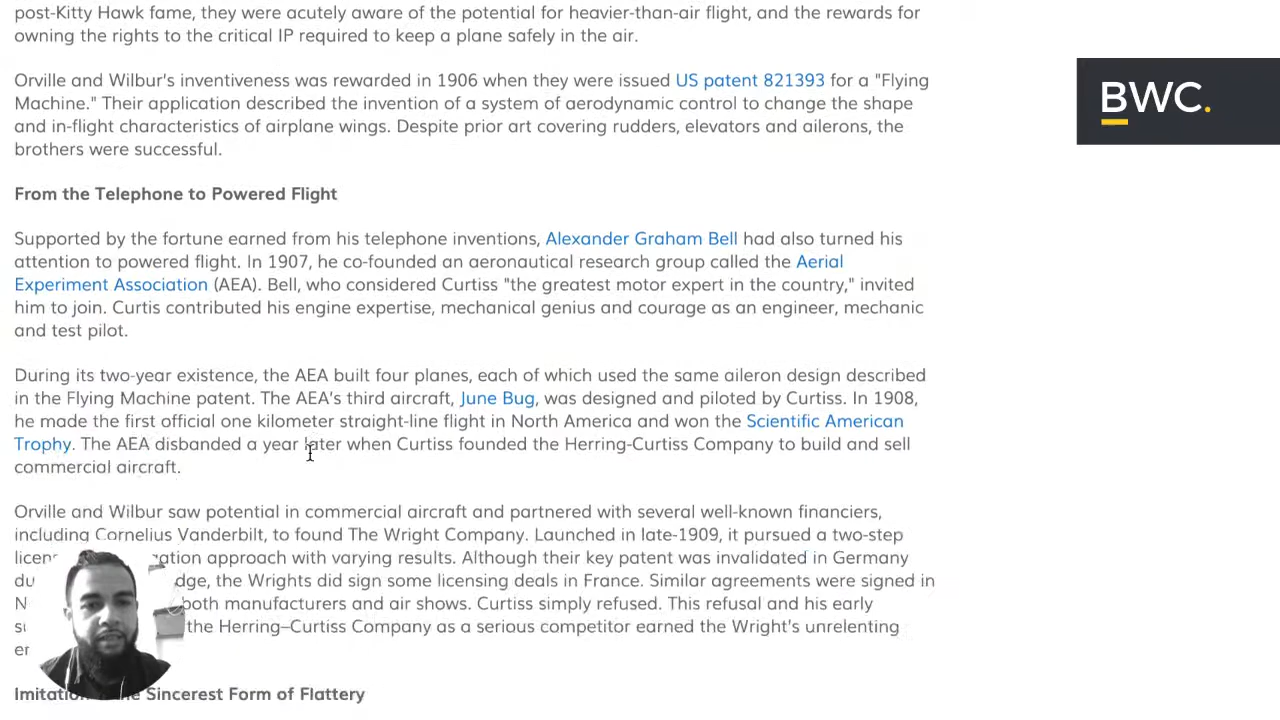 post-Kitty Hawk fame, they were acutely aware of the potential for heavier-than-air flight, and the rewards for
owning the rights to the critical IP required to keep a plane safely in the air.
Orville and Wilbur's inventiveness was rewarded in 1906 when they were issued US patent 821393 for a "Flying
Machine." Their application described the invention of a system of aerodynamic control to change the shape
and in-flight characteristics of airplane wings. Despite prior art covering rudders, elevators and ailerons, the
brothers were successful.
BWC.
From the Telephone to Powered Flight
Supported by the fortune earned from his telephone inventions, Alexander Graham Bell had also turned his
attention to powered flight. In 1907, he co-founded an aeronautical research group called the Aerial
Experiment Association (AEA). Bell, who considered Curtiss "the greatest motor expert in the country," invited
him to join. Curtis contributed his engine expertise, mechanical genius and courage as an engineer, mechanic
and test pilot.
During its two-year existence, the AEA built four planes, each of which used the same aileron design described
in the Flying Machine patent. The AEA's third aircraft, June Bug, was designed and piloted by Curtiss. In 1908,
he made the first official one kilometer straight-line flight in North America and won the Scientific American
Trophy. The AEA disbanded a year later when Curtiss founded the Herring-Curtiss Company to build and sell
commercial aircraft.
Orville and Wilbur saw potential in commercial aircraft and partnered with several well-known financiers,
including Cornelius Vanderbilt, to found The Wright Company. Launched in late-1909, it pursued a two-step
approach with varying results. Although their key patent was invalidated in Germany
the Wrights did sign some licensing deals in France. Similar agreements were signed in
both manufacturers and air shows. Curtiss simply refused. This refusal and his early
the Herring–Curtiss Company as a serious competitor earned the Wright's unrelenting
Sincerest Form of Flattery